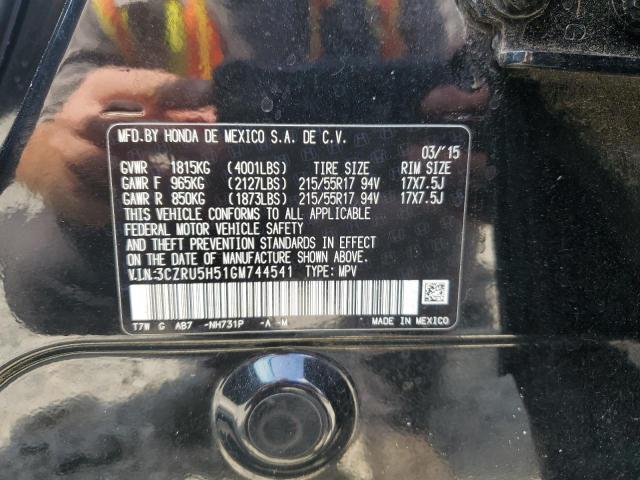 MFD.BY HONDA DE MEXICO S.A. DE C.V.
03/'15
GVWR 1815KG (4001LBS) TIRE SIZE RIM SIZE
GAWR F 965KG (2127LBS) 215/55R17 94V 17X7.5J
GAWR R 850KG (1873LBS) 215/55R17 94V 17X7.5J
THIS VEHICLE CONFORMS TO ALL APPLICABLE
FEDERAL MOTOR VEHICLE SAFETY
AND THEFT PREVENTION STANDARDS IN EFFECT
ON THE DATE OF MANUFACTURE SHOWN ABOVE.
V.I.N:3CZRU5H51GM744541 TYPE: MPV
T7W G AB7 -NH731P -A -M MADE IN MEXICO